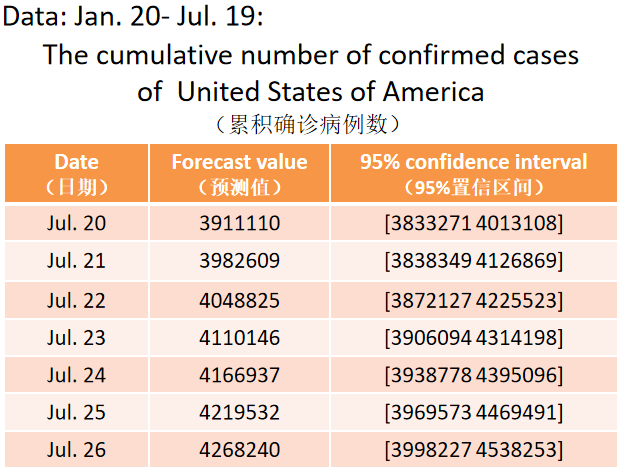 Data: Jan. 20- Jul. 19:
The cumulative number of confirmed cases
of United States of America
（累积确诊病例数）
Date Forecast value 95% confidence interval
（日期） （预测值） （95%置信区间）
Jul. 20 3911110 [3833271 4013108]
Jul. 21 3982609 [3838349 4126869]
Jul. 22 4048825 [3872127 4225523]
Jul. 23 4110146 [3906094 4314198]
Jul. 24 4166937 [3938778 4395096]
Jul. 25 4219532 [3969573 4469491]
Jul. 26 4268240 [3998227 4538253]